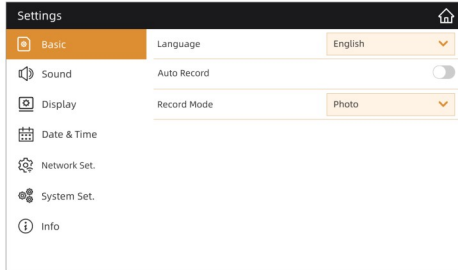 Settings
Basic
Language
English
Sound
Auto Record
Display
Record Mode
Photo
Date & Time
Network Set.
System Set.
Info